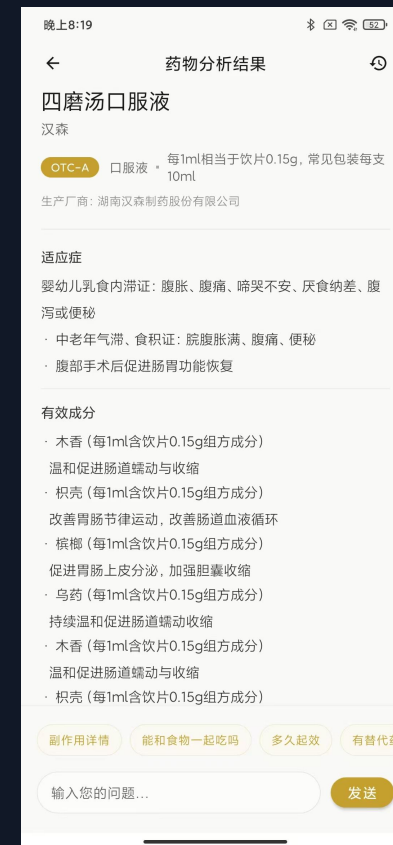 晚上8:19
52
药物分析结果
四磨汤口服液
汉森
OTC-A 口服液 • 每1ml相当于饮片0.15g，常见包装每支
10ml
生产厂商：湖南汉森制药股份有限公司
适应症
婴幼儿乳食内滞证：腹胀、腹痛、啼哭不安、厌食纳差、腹
泻或便秘
· 中老年气滞、食积证：脘腹胀满、腹痛、便秘
· 腹部手术后促进肠胃功能恢复
有效成分
· 木香（每1ml含饮片0.15g组方成分）
温和促进肠道蠕动与收缩
· 枳壳（每1ml含饮片0.15g组方成分）
改善胃肠节律运动，改善肠道血液循环
· 槟榔（每1ml含饮片0.15g组方成分）
促进胃肠上皮分泌，加强胆囊收缩
· 乌药（每1ml含饮片0.15g组方成分）
持续温和促进肠道蠕动收缩
· 木香（每1ml含饮片0.15g组方成分）
温和促进肠道蠕动与收缩
· 枳壳（每1ml含饮片0.15g组方成分）
副作用详情 能和食物一起吃吗 多久起效 有替代
输入您的问题... 发送